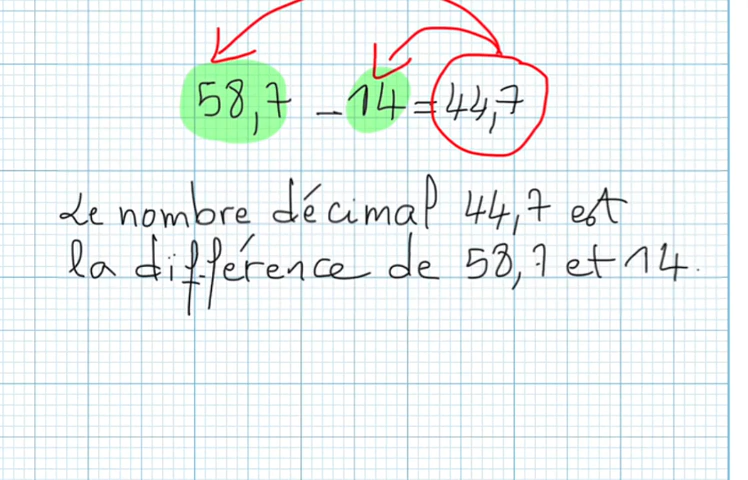 58,7 - 14 = 44,7
Le nombre décimal 44,7 est
la différence de 58,7 et 14.